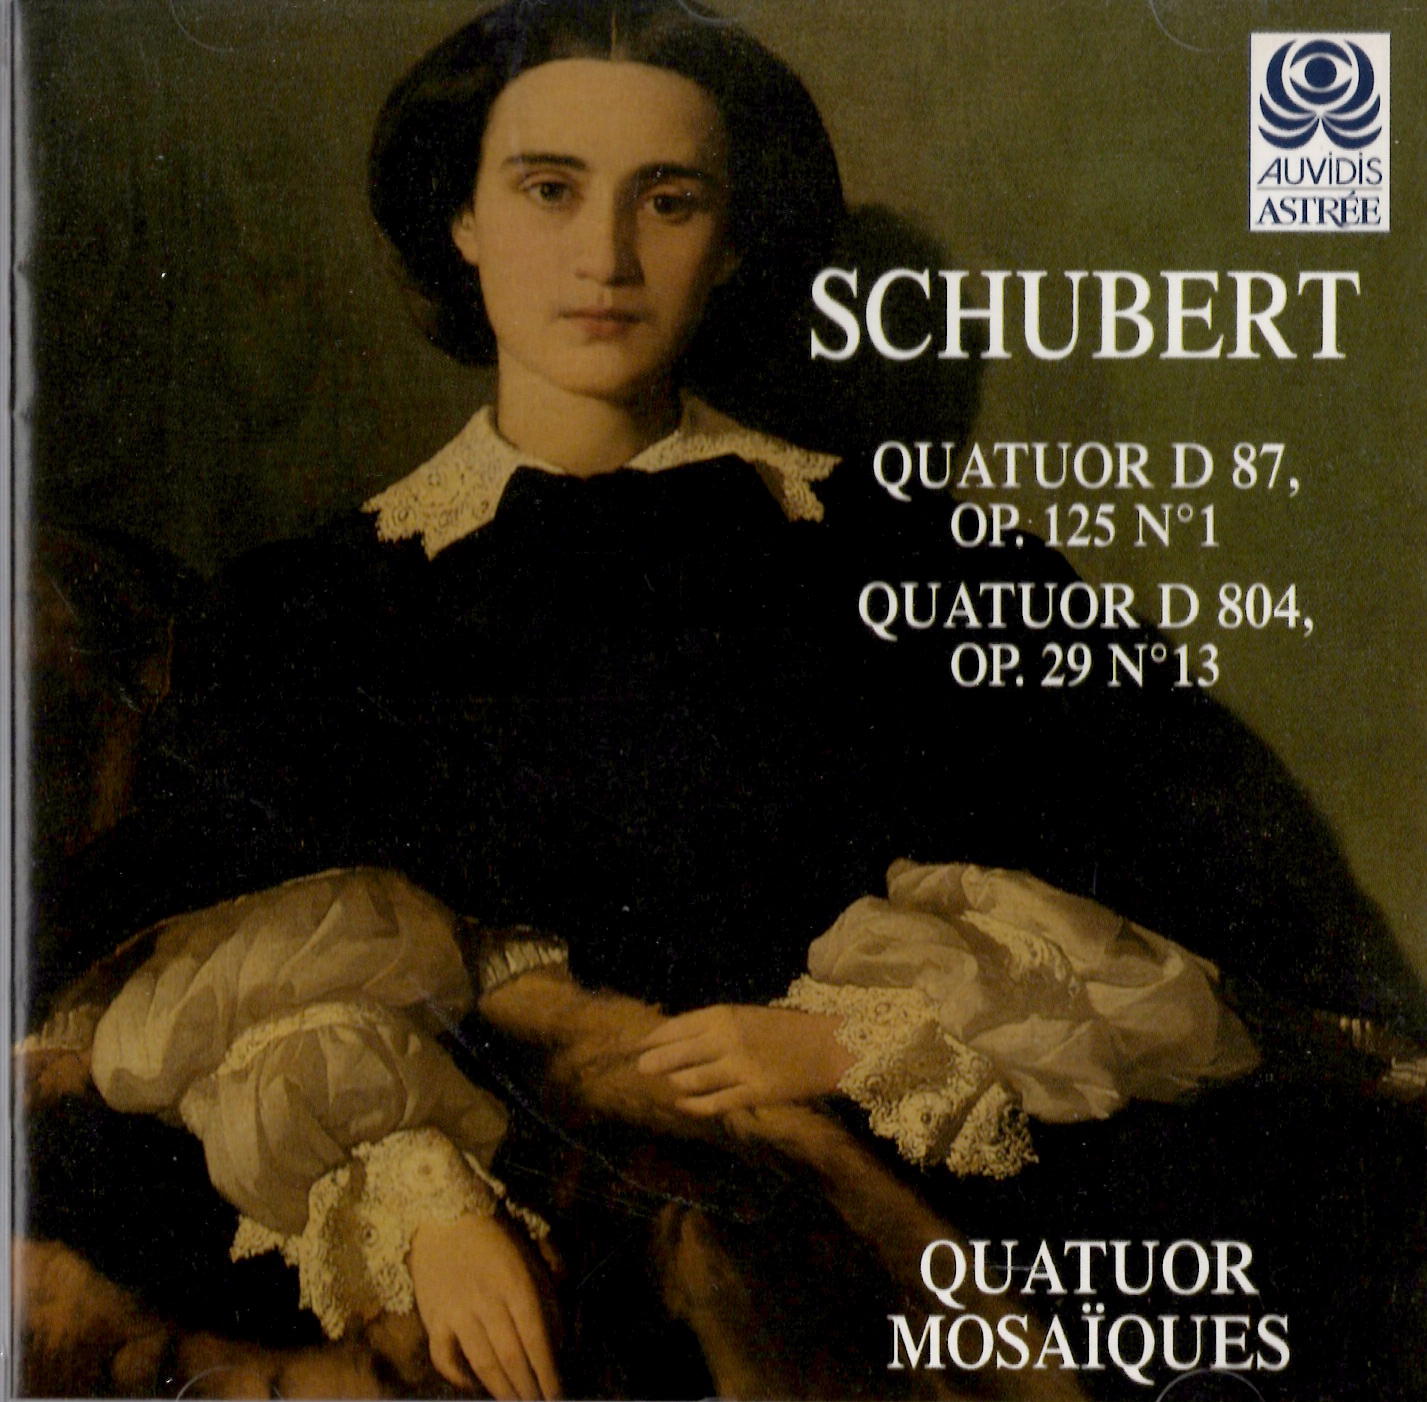 AUVIDIS
ASTRÉE
SCHUBERT
QUATUOR D 87,
OP. 125 N°1
QUATUOR D 804,
OP. 29 N°13
QUATUOR
MOSAÏQUES